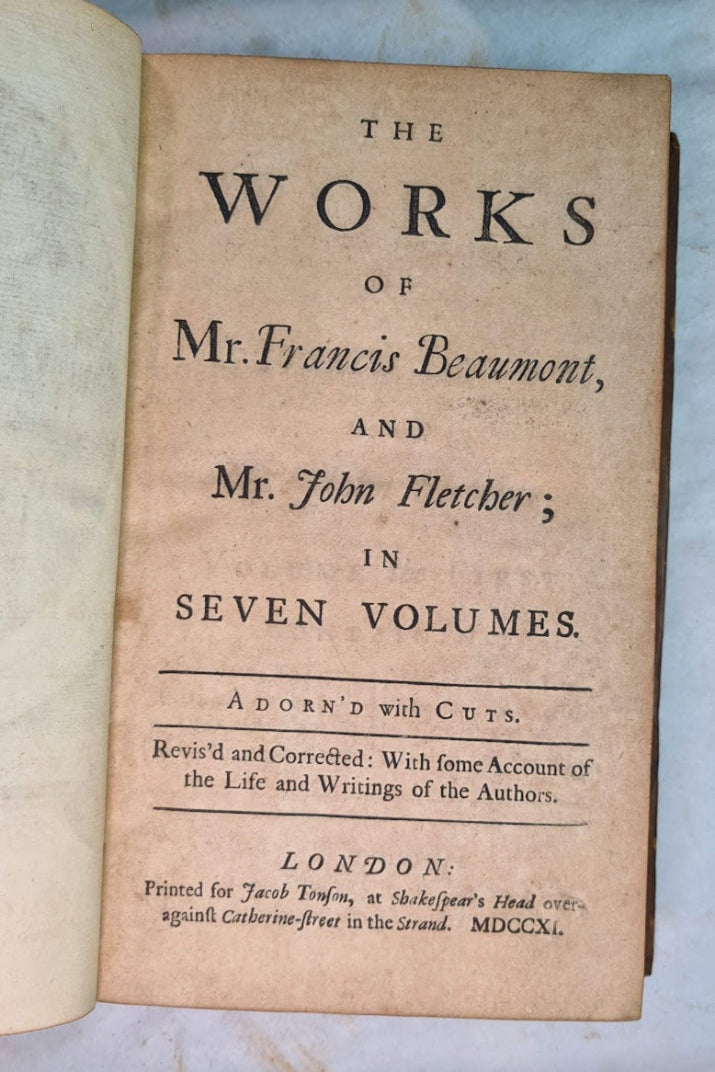 THE
WORKS
OF
Mr. Francis Beaumont,
AND
Mr. John Fletcher;
IN
SEVEN VOLUMES.
ADORN'D with CUTS.
Revis'd and Corrected: With ſome Account of
the Life and Writings of the Authors.
LONDON:
Printed for Jacob Tonſon, at Shakeſpear's Head over-
againſt Catherine-ſtreet in the Strand. MDCCXI.